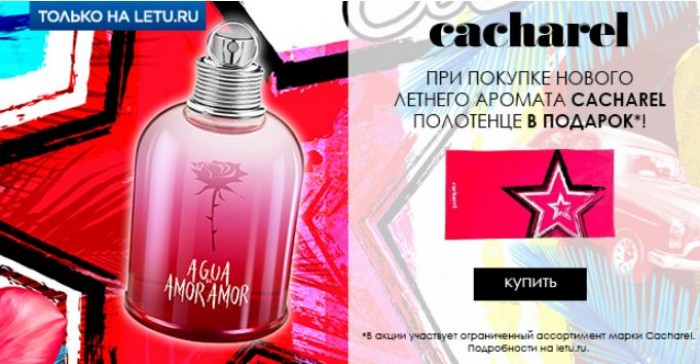 ТОЛЬКО НА LETU.RU
cacharel
ПРИ ПОКУПКЕ НОВОГО
ЛЕТНЕГО АРОМАТА CACHAREL
ПОЛОТЕНЦЕ В ПОДАРОК*!
cacharel
AGUA
AMOR AMOR
купить
*В акции участвует ограниченный ассортимент марки Cacharel.
Подробности на letu.ru.